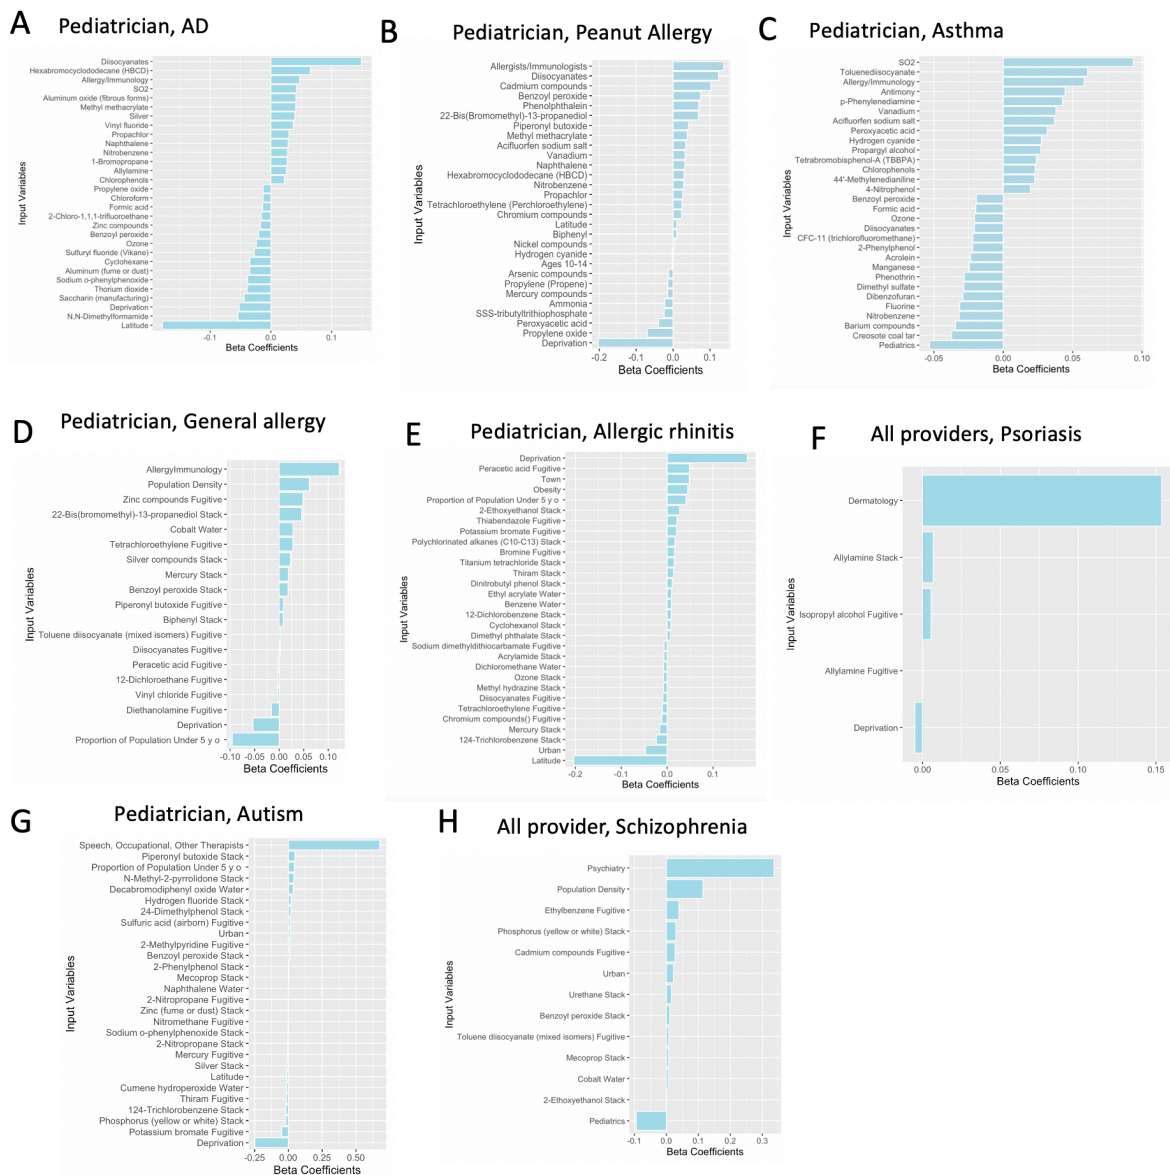 A
Pediatrician, AD
Input Variables
Diisocyanates
Hexabromocyclododecane (HBCD)
Allergy/Immunology
SO2
Aluminum oxide (fibrous forms)
Methyl methacrylate
Silver
Vinyl fluoride
Propachlor
Naphthalene
Nitrobenzene
1-Bromopropane
Allylamine
Chlorophenols
Propylene oxide
Chloroform
Formic acid
2-Chloro-1,1,1-trifluoroethane
Zinc compounds
Benzoyl peroxide
Ozone
Sulfuryl fluoride (Vikane)
Cyclohexane
Aluminum (fume or dust)
Sodium o-phenylphenoxide
Thorium dioxide
Saccharin (manufacturing)
Deprivation
N,N-Dimethylformamide
Latitude
-0.1 0.0 0.1
Beta Coefficients
B
Pediatrician, Peanut Allergy
Input Variables
Allergists/Immunologists
Diisocyanates
Cadmium compounds
Benzoyl peroxide
Phenolphthalein
22-Bis(Bromomethyl)-13-propanediol
Piperonyl butoxide
Methyl methacrylate
Acifluorfen sodium salt
Vanadium
Naphthalene
Hexabromocyclododecane (HBCD)
Nitrobenzene
Propachlor
Tetrachloroethylene (Perchloroethylene)
Chromium compounds
Latitude
Biphenyl
Nickel compounds
Hydrogen cyanide
Ages 10-14
Arsenic compounds
Propylene (Propene)
Mercury compounds
Ammonia
SSS-tributyltrithiophosphate
Peroxyacetic acid
Propylene oxide
Deprivation
-0.2 -0.1 0.0 0.1
Beta Coefficients
C
Pediatrician, Asthma
Input Variables
SO2
Toluenediisocyanate
Allergy/Immunology
Antimony
p-Phenylenediamine
Vanadium
Acifluorfen sodium salt
Peroxyacetic acid
Hydrogen cyanide
Propargyl alcohol
Tetrabromobisphenol-A (TBBPA)
Chlorophenols
44'-Methylenedianiline
4-Nitrophenol
Benzoyl peroxide
Formic acid
Ozone
Diisocyanates
CFC-11 (trichlorofluoromethane)
2-Phenylphenol
Acrolein
Manganese
Phenothrin
Dimethyl sulfate
Dibenzofuran
Fluorine
Nitrobenzene
Barium compounds
Creosote coal tar
Pediatrics
-0.05 0.00 0.05 0.10
Beta Coefficients
D
Pediatrician, General allergy
Input Variables
AllergyImmunology
Population Density
Zinc compounds Fugitive
22-Bis(bromomethyl)-13-propanediol Stack
Cobalt Water
Tetrachloroethylene Fugitive
Silver compounds Stack
Mercury Stack
Benzoyl peroxide Stack
Piperonyl butoxide Fugitive
Biphenyl Stack
Toluene diisocyanate (mixed isomers) Fugitive
Diisocyanates Fugitive
Peracetic acid Fugitive
12-Dichloroethane Fugitive
Vinyl chloride Fugitive
Diethanolamine Fugitive
Deprivation
Proportion of Population Under 5 y o
-0.10 -0.05 0.00 0.05 0.10
Beta Coefficients
E
Pediatrician, Allergic rhinitis
Input Variables
Deprivation
Peracetic acid Fugitive
Town
Obesity
Proportion of Population Under 5 y o
2-Ethoxyethanol Stack
Thiabendazole Fugitive
Potassium bromate Fugitive
Polychlorinated alkanes (C10-C13) Stack
Bromine Fugitive
Titanium tetrachloride Stack
Thiram Stack
Dinitrobutyl phenol Stack
Ethyl acrylate Water
Benzene Water
12-Dichlorobenzene Stack
Cyclohexanol Stack
Dimethyl phthalate Stack
Sodium dimethyldithiocarbamate Fugitive
Acrylamide Stack
Dichloromethane Water
Ozone Stack
Methyl hydrazine Stack
Diisocyanates Fugitive
Tetrachloroethylene Fugitive
Chromium compounds() Fugitive
Mercury Stack
124-Trichlorobenzene Stack
Urban
Latitude
-0.2 -0.1 0.0 0.1
Beta Coefficients
F
All providers, Psoriasis
Input Variables
Dermatology
Allylamine Stack
Isopropyl alcohol Fugitive
Allylamine Fugitive
Deprivation
0.00 0.05 0.10 0.15
Beta Coefficients
G
Pediatrician, Autism
Input Variables
Speech, Occupational, Other Therapists
Piperonyl butoxide Stack
Proportion of Population Under 5 y o
N-Methyl-2-pyrrolidone Stack
Decabromodiphenyl oxide Water
Hydrogen fluoride Stack
24-Dimethylphenol Stack
Sulfuric acid (airborn) Fugitive
Urban
2-Methylpyridine Fugitive
Benzoyl peroxide Stack
2-Phenylphenol Stack
Mecoprop Stack
Naphthalene Water
2-Nitropropane Fugitive
Zinc (fume or dust) Stack
Nitromethane Fugitive
Sodium o-phenylphenoxide Stack
2-Nitropropane Stack
Mercury Fugitive
Silver Stack
Latitude
Cumene hydroperoxide Water
Thiram Fugitive
124-Trichlorobenzene Stack
Phosphorus (yellow or white) Stack
Potassium bromate Fugitive
Deprivation
-0.25 0.00 0.25 0.50
Beta Coefficients
H
All provider, Schizophrenia
Input Variables
Psychiatry
Population Density
Ethylbenzene Fugitive
Phosphorus (yellow or white) Stack
Cadmium compounds Fugitive
Urban
Urethane Stack
Benzoyl peroxide Stack
Toluene diisocyanate (mixed isomers) Fugitive
Mecoprop Stack
Cobalt Water
2-Ethoxyethanol Stack
Pediatrics
-0.1 0.0 0.1 0.2 0.3
Beta Coefficients